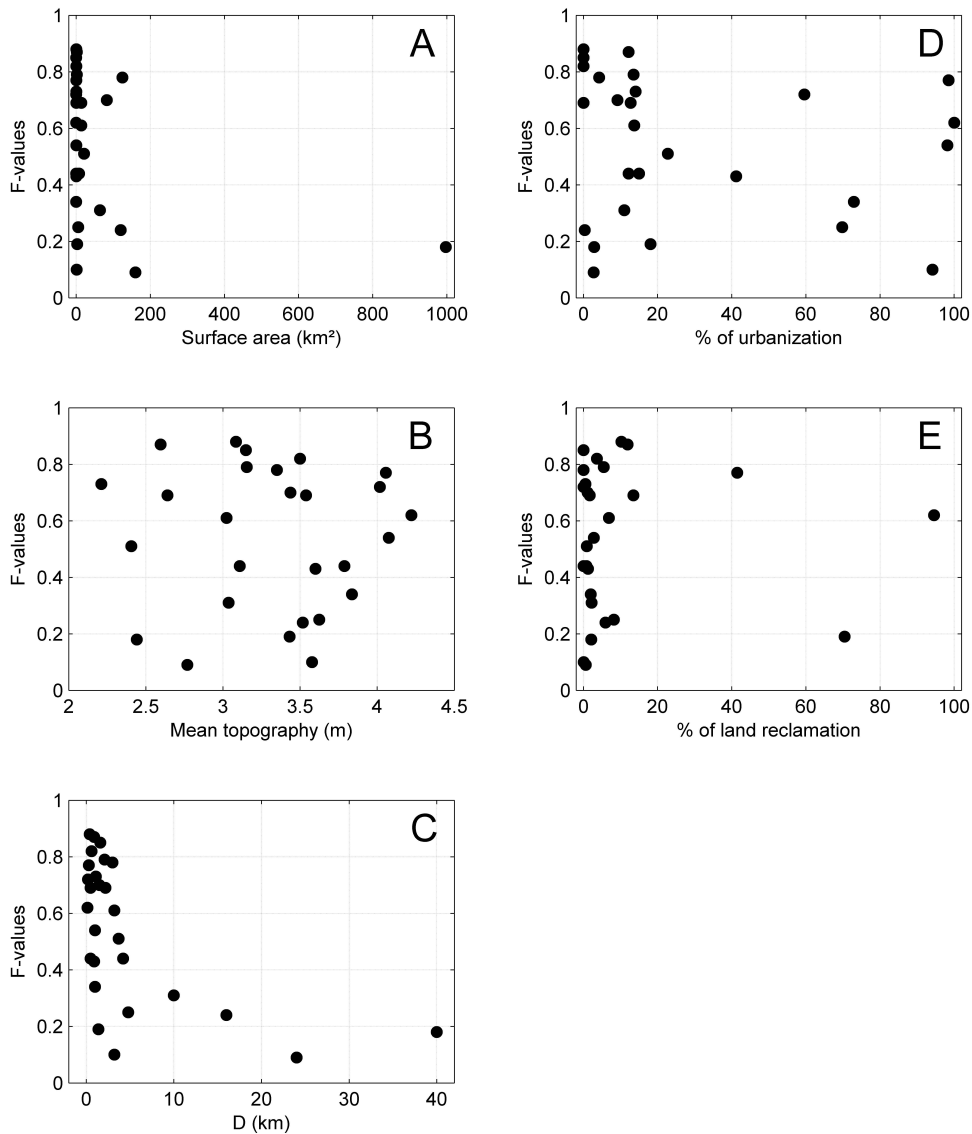 A
F-values
1
0.8
0.6
0.4
0.2
0
0 200 400 600 800 1000
Surface area (km²)
D
F-values
1
0.8
0.6
0.4
0.2
0
0 20 40 60 80 100
% of urbanization
B
F-values
1
0.8
0.6
0.4
0.2
0
2 2.5 3 3.5 4 4.5
Mean topography (m)
E
F-values
1
0.8
0.6
0.4
0.2
0
0 20 40 60 80 100
% of land reclamation
C
F-values
1
0.8
0.6
0.4
0.2
0
0 10 20 30 40
D (km)